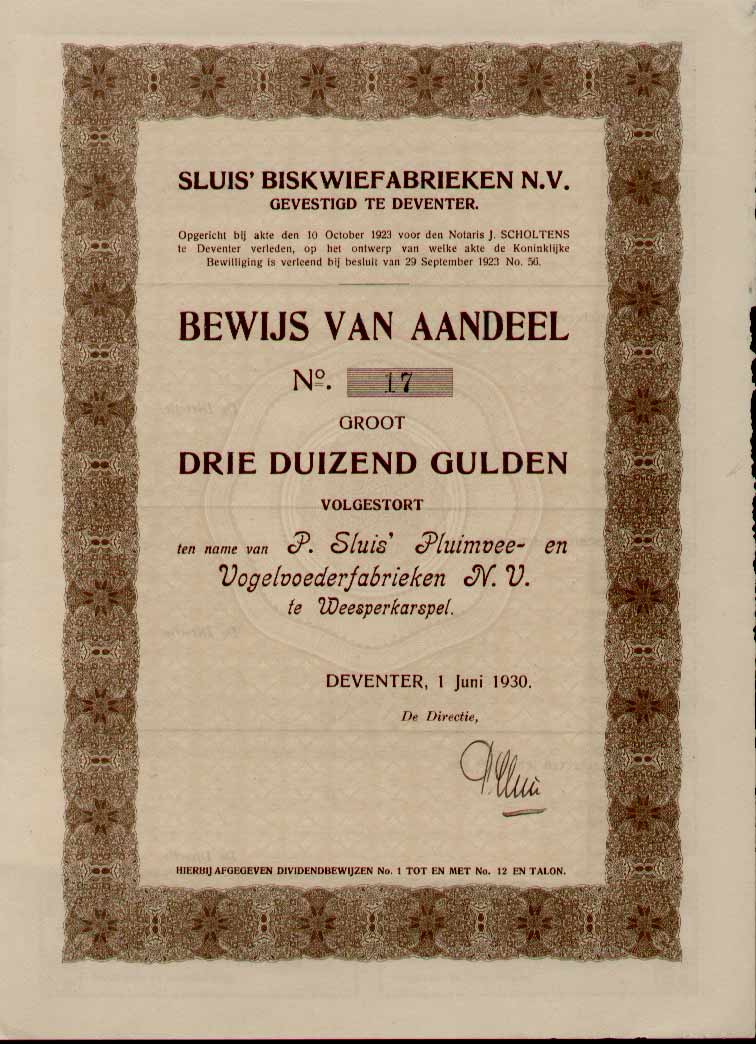 SLUIS' BISKWIEFABRIEKEN N.V.
GEVESTIGD TE DEVENTER.
Opgericht bij akte den 10 October 1923 voor den Notaris J. SCHOLTENS
te Deventer verleden, op het ontwerp van welke akte de Koninklijke
Bewilliging is verleend bij besluit van 29 September 1923 No. 56.
BEWIJS VAN AANDEEL
No. 17
GROOT
DRIE DUIZEND GULDEN
VOLGESTORT
ten name van P. Sluis' Pluimvee- en
Vogelvoederfabrieken N. V.
te Weesperkarspel.
DEVENTER, 1 Juni 1930.
De Directie,
P. Sluis
HIERBIJ AFGEGEVEN DIVIDENDBEWIJZEN No. 1 TOT EN MET No. 12 EN TALON.